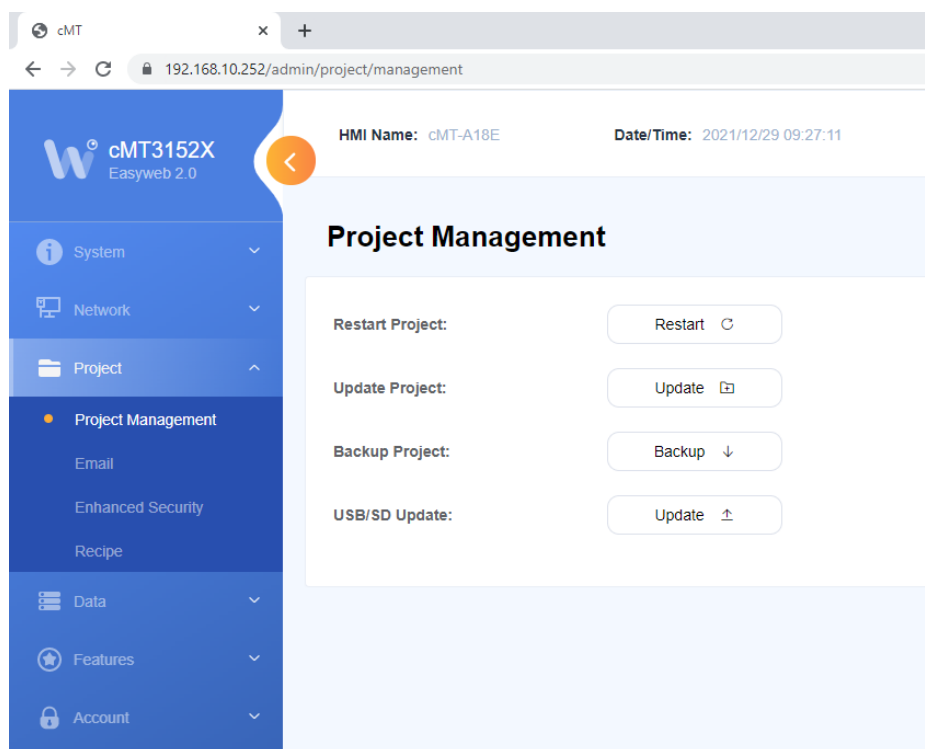 cMT
192.168.10.252/admin/project/management
cMT3152X
Easyweb 2.0
HMI Name: cMT-A18E Date/Time: 2021/12/29 09:27:11
System
Network
Project
Project Management
Email
Enhanced Security
Recipe
Data
Features
Account
Project Management
Restart Project: Restart
Update Project: Update
Backup Project: Backup
USB/SD Update: Update